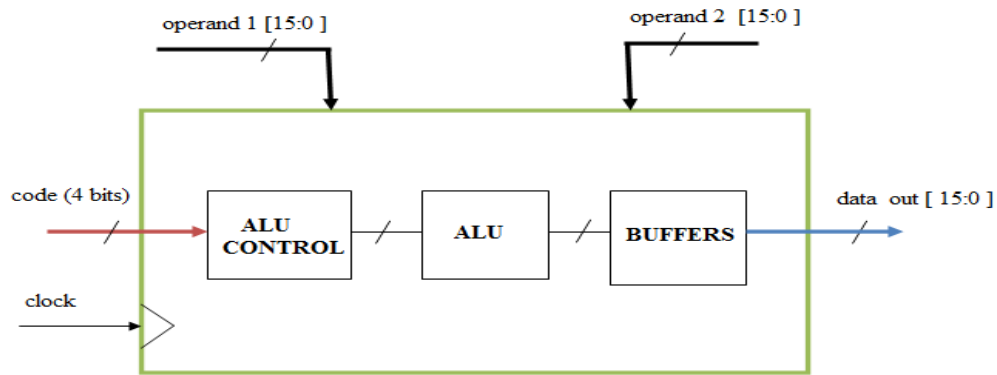 operand 1 [15:0 ]
operand 2 [15:0 ]
code (4 bits)
ALU
CONTROL
ALU
BUFFERS
data out [ 15:0 ]
clock